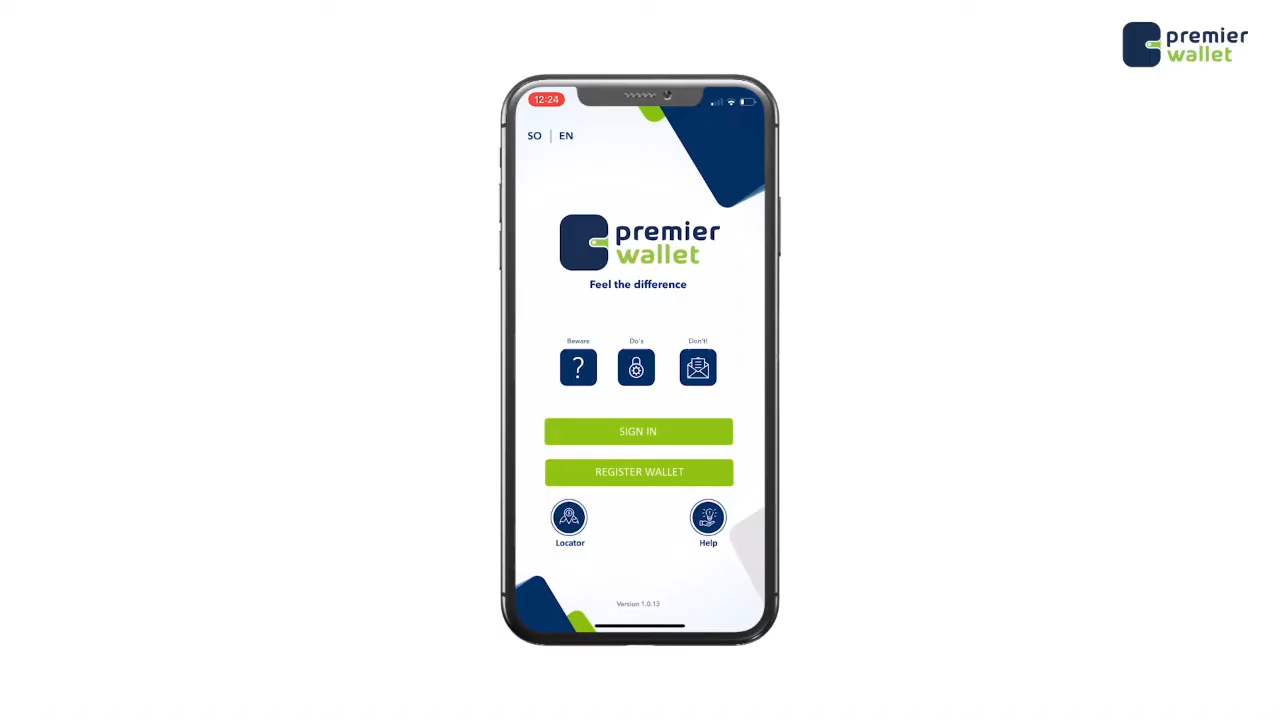 premier
wallet
12:24
SO | EN
premier
wallet
Feel the difference
Beware
Do's
Don't!
SIGN IN
REGISTER WALLET
Locator
Help
Version 1.0.13